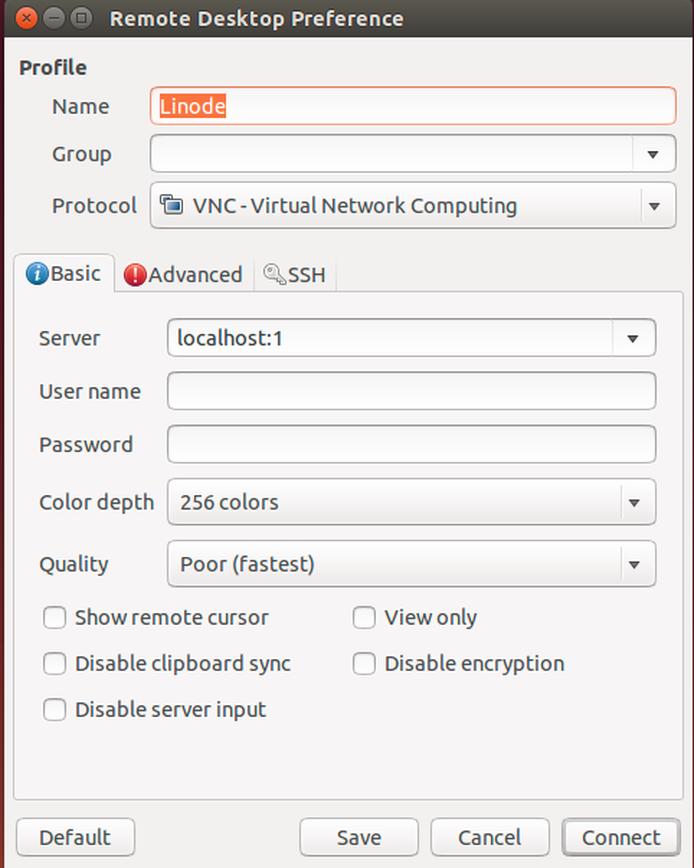 Remote Desktop Preference
Profile
Name Linode
Group
Protocol VNC - Virtual Network Computing
Basic Advanced SSH
Server localhost:1
User name
Password
Color depth 256 colors
Quality Poor (fastest)
Show remote cursor View only
Disable clipboard sync Disable encryption
Disable server input
Default Save Cancel Connect